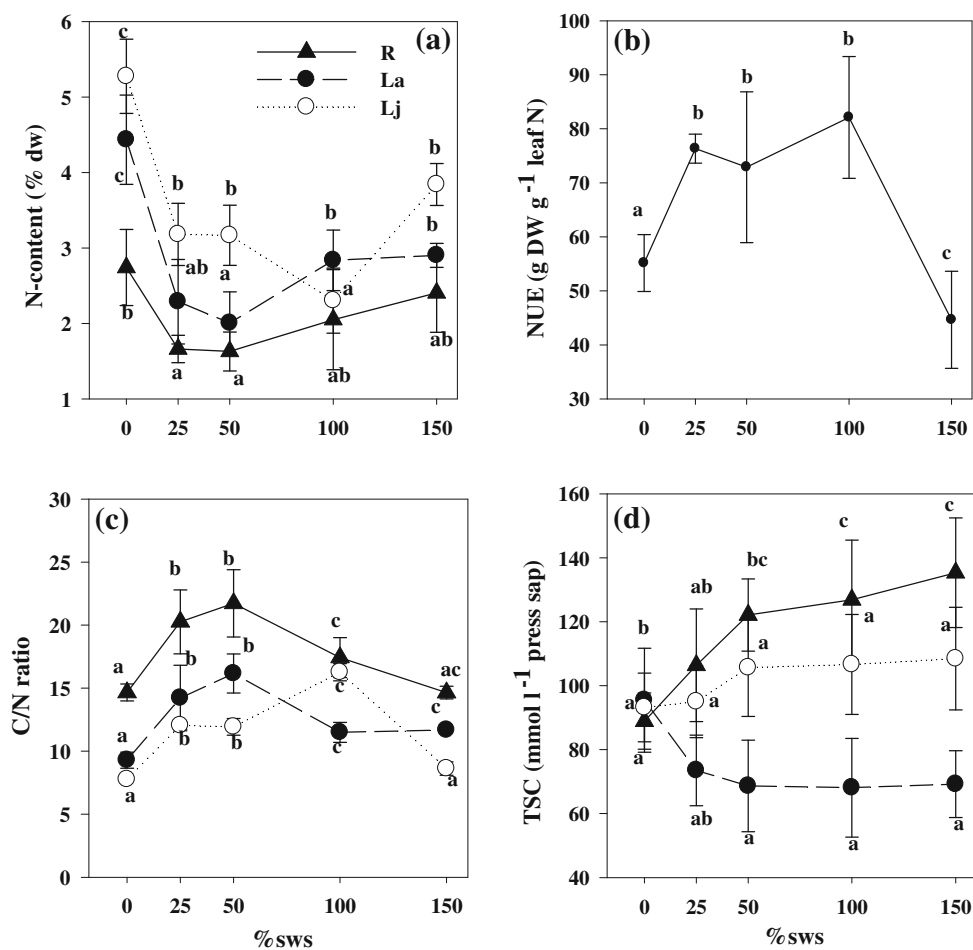 (a)
R
La
Lj
N-content (% dw)
6
5
4
3
2
1
c
c
b
b
ab
a
b
a
a
b
a
ab
b
b
ab
0 25 50 100 150
(b)
NUE (g DW g⁻¹ leaf N)
100
90
80
70
60
50
40
30
a
b
b
b
c
0 25 50 100 150
(c)
C/N ratio
30
25
20
15
10
5
0
a
a
a
b
b
b
b
b
b
c
c
c
ac
c
a
0 25 50 100 150
%sws
(d)
TSC (mmol l⁻¹ press sap)
160
140
120
100
80
60
40
b
a
a
ab
a
ab
bc
a
a
c
a
a
c
a
a
0 25 50 100 150
%sws